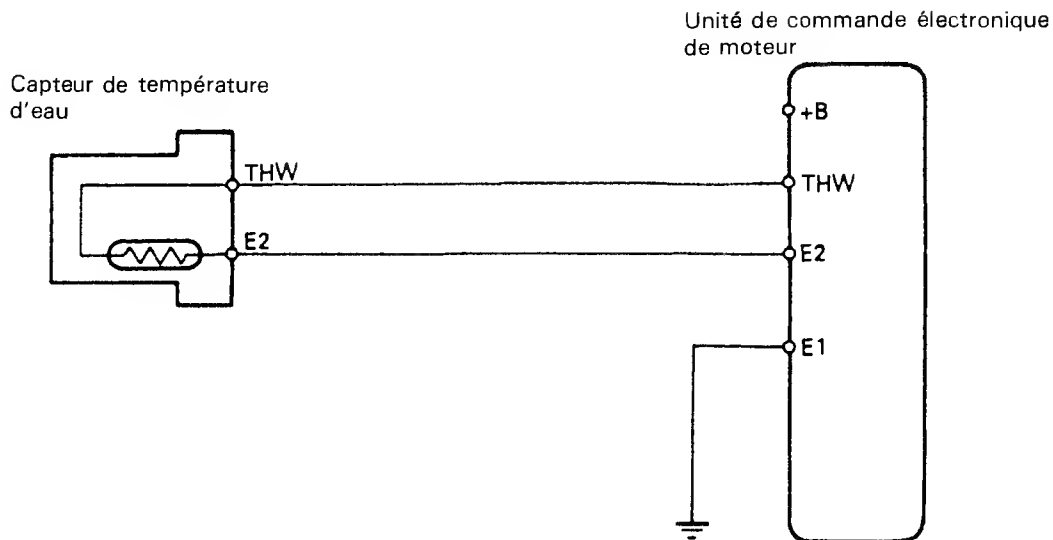 Unité de commande électronique
de moteur
Capteur de température
d'eau
+B
THW
THW
E2
E2
E1